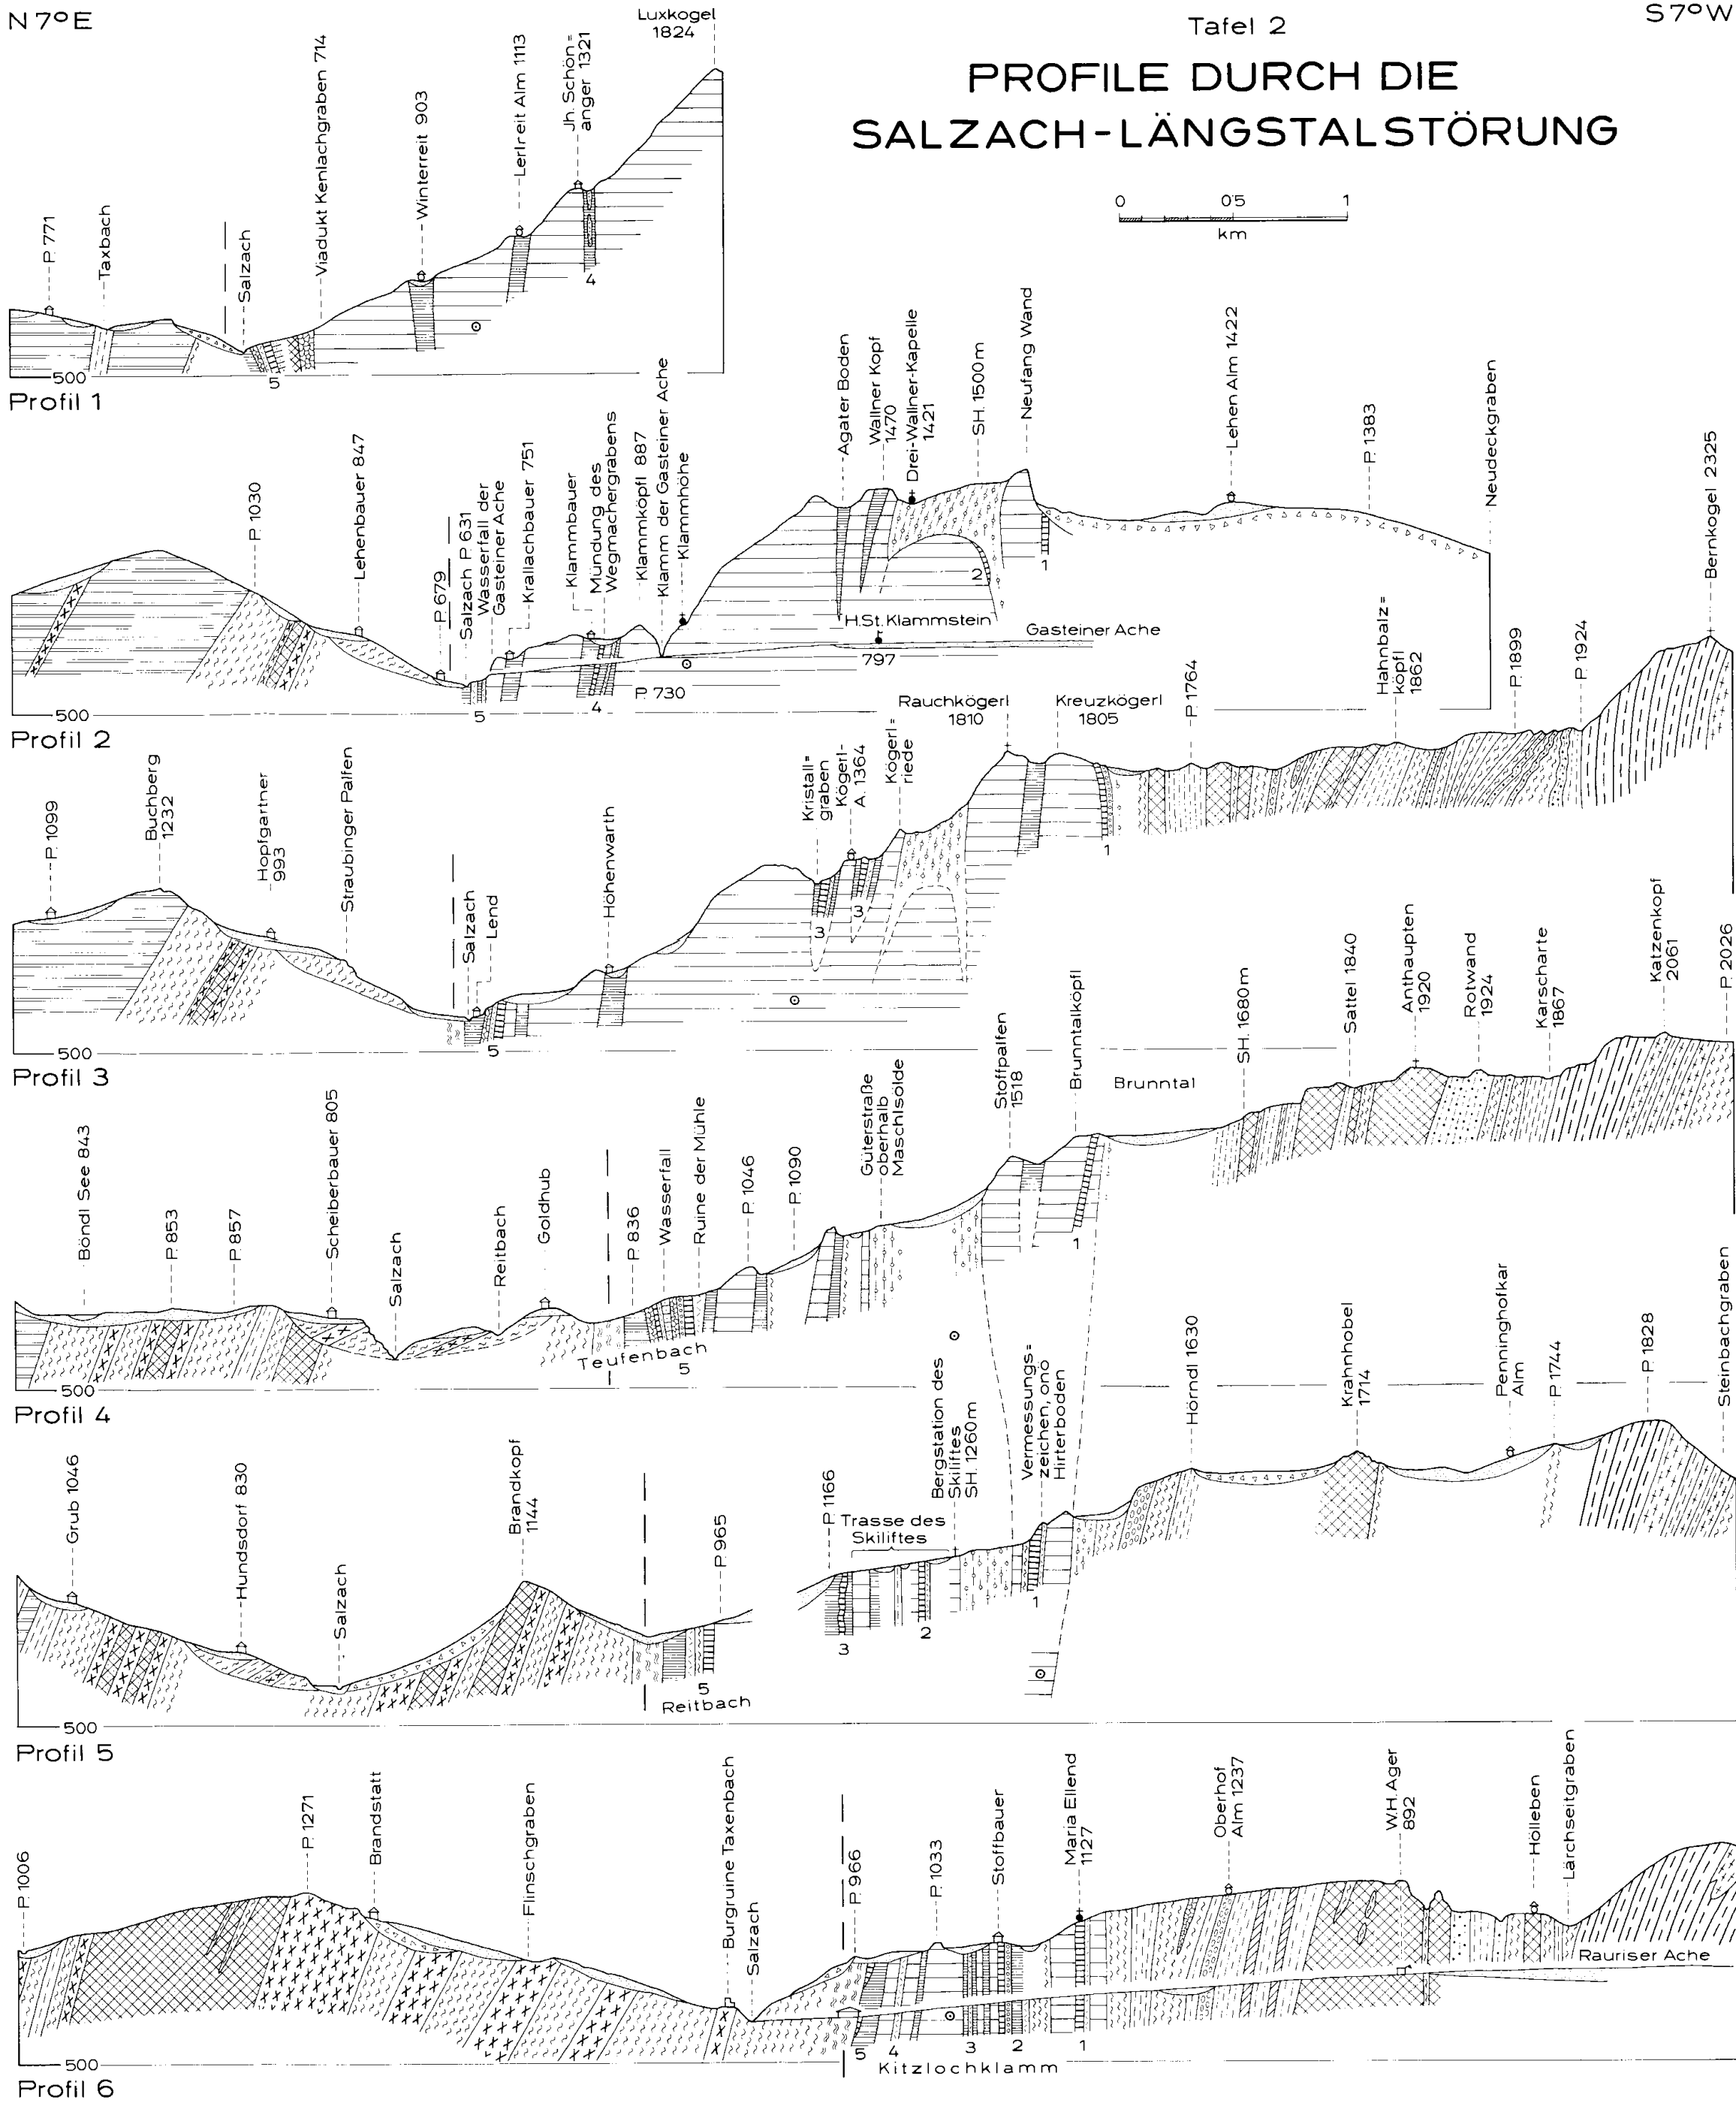 N 7° E
S 7° W
Tafel 2
PROFILE DURCH DIE
SALZACH-LÄNGSTALSTÖRUNG
0 0'5 1
km
P. 771
Taxbach
Salzach
Viadukt Kenlachgraben 714
Winterreit 903
Lerlreit Alm 1113
Jh. Schön=
anger 1321
Luxkogel
1824
4
5
500
Profil 1
P. 1030
Lehenbauer 847
P. 679
Salzach P. 631
Wasserfall der
Gasteiner Ache
Krallachbauer 751
Klammbauer
Mündung des
Wegmachergrabens
Klammköpfl 887
Klamm der Gasteiner Ache
Klammhöhe
Agater Boden
Wallner Kopf
1470
Drei-Wallner-Kapelle
1421
SH. 1500m
Neufang Wand
Lehen Alm 1422
P. 1383
Neudeckgraben
2
1
H.St. Klammstein
Gasteiner Ache
797
P. 730
4
5
500
Profil 2
P. 1099
Buchberg
1232
Hopfgartner
993
Straubinger Palfen
Salzach
Lend
Höhenwarth
Kristall=
graben
Kögerl-
A. 1364
Kögerl=
riede
Rauchkögerl
1810
Kreuzkögerl
1805
P. 1764
Hahnbalz=
köpfl
1862
P. 1899
P. 1924
Bernkogel 2325
3
3
1
5
500
Profil 3
Böndl See 843
P. 853
P. 857
Scheiberbauer 805
Salzach
Reitbach
Goldhub
P. 836
Wasserfall
Ruine der Mühle
P. 1046
P. 1090
Güterstraße
oberhalb
Maschlsölde
Stoffpalfen
1518
Brunntalköpfl
Brunntal
SH. 1680m
Sattel 1840
Anthaupten
1920
Rotwand
1924
Karscharte
1867
Katzenkopf
2061
P. 2026
1
Teufenbach
5
500
Profil 4
Grub 1046
Hundsdorf 830
Salzach
Brandkopf
1144
P. 965
P. 1166
Trasse des
Skiliftes
Bergstation des
Skiliftes
SH. 1260m
Vermessungs=
zeichen, onö
Hirterboden
Hörndl 1630
Krahnhobel
1714
Penninghofkar
Alm
P. 1744
P. 1828
Steinbachgraben
3
2
1
5
Reitbach
500
Profil 5
P. 1006
P. 1271
Brandstatt
Flinschgraben
Burgruine Taxenbach
Salzach
P. 966
P. 1033
Stoffbauer
Maria Ellend
1127
Oberhof
Alm 1237
W.H. Ager
892
Hölleben
Lärchseitgraben
Rauriser Ache
5 4 3 2 1
Kitzlochklamm
500
Profil 6